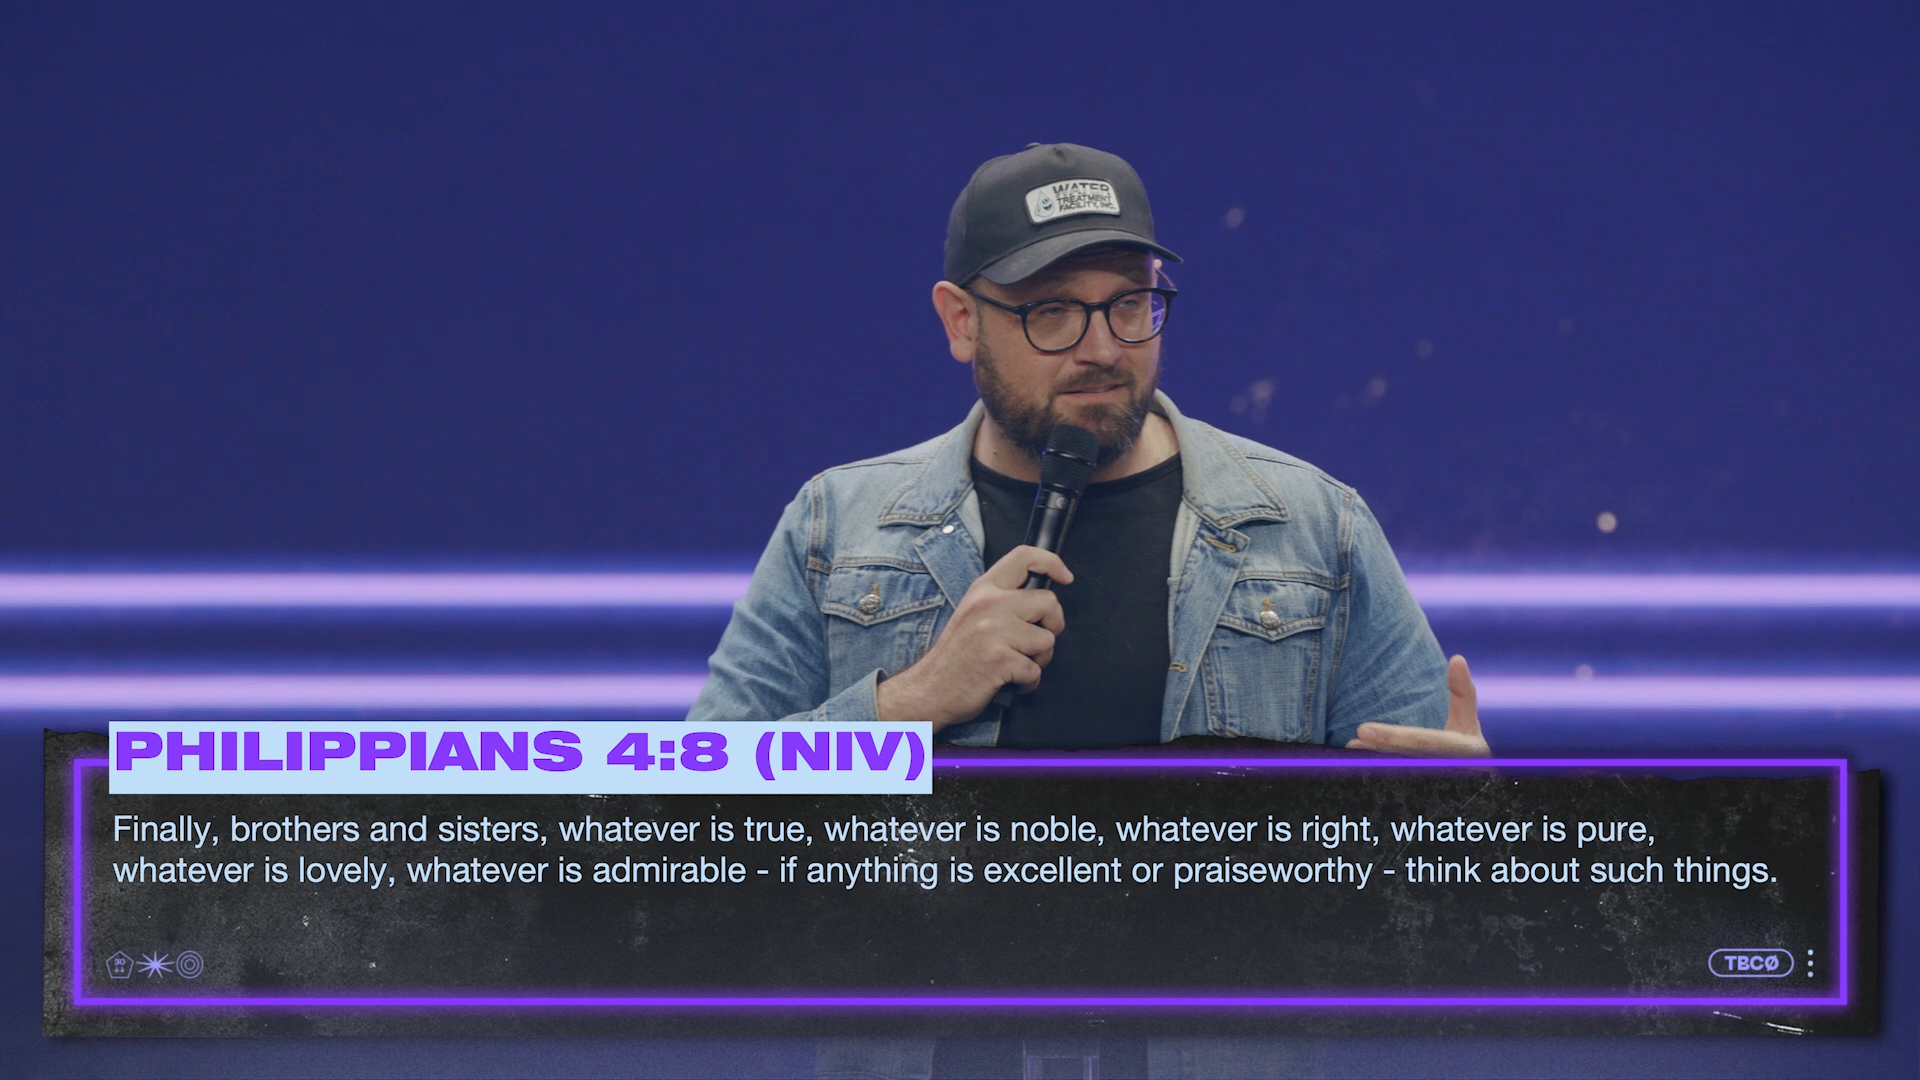 WATER
TREATMENT
FACILITY, INC.
PHILIPPIANS 4:8 (NIV)
Finally, brothers and sisters, whatever is true, whatever is noble, whatever is right, whatever is pure,
whatever is lovely, whatever is admirable - if anything is excellent or praiseworthy - think about such things.
30
TBCØ